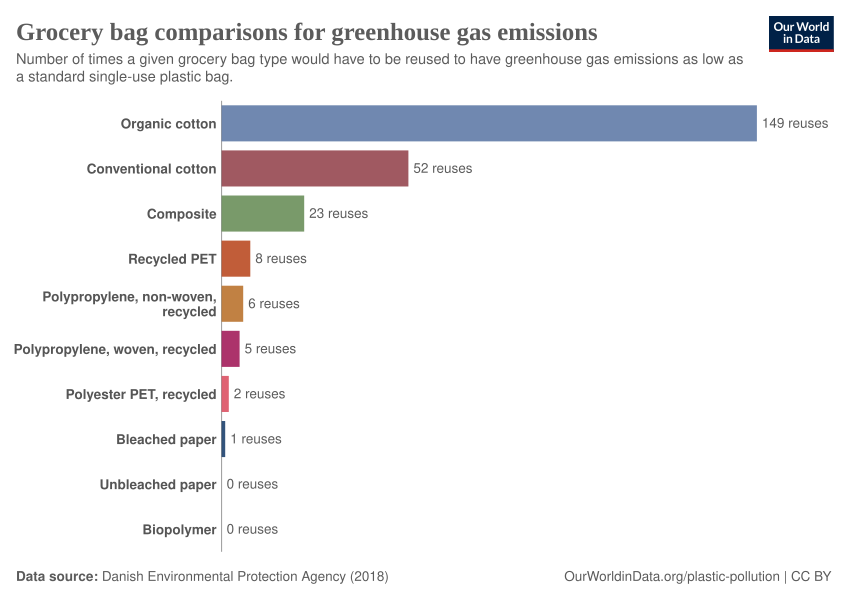 Grocery bag comparisons for greenhouse gas emissions
Our World
in Data
Number of times a given grocery bag type would have to be reused to have greenhouse gas emissions as low as
a standard single-use plastic bag.
Organic cotton
149 reuses
Conventional cotton
52 reuses
Composite
23 reuses
Recycled PET
8 reuses
Polypropylene, non-woven,
recycled
6 reuses
Polypropylene, woven, recycled
5 reuses
Polyester PET, recycled
2 reuses
Bleached paper
1 reuses
Unbleached paper
0 reuses
Biopolymer
0 reuses
Data source: Danish Environmental Protection Agency (2018)
OurWorldinData.org/plastic-pollution | CC BY